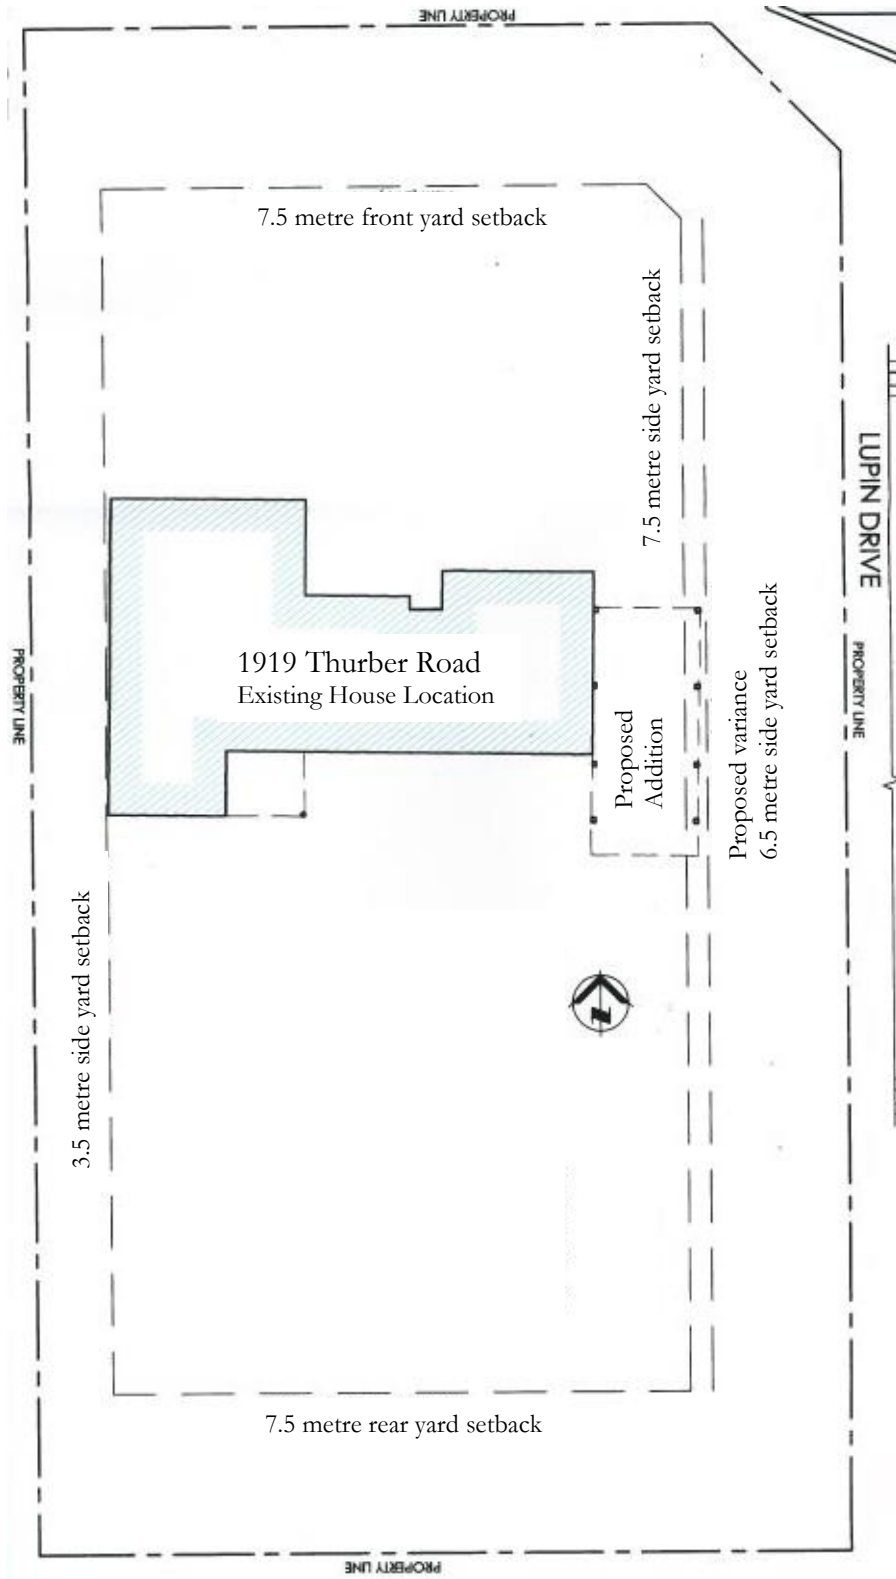 PROPERTY LINE
7.5 metre front yard setback
7.5 metre side yard setback
LUPIN DRIVE
1919 Thurber Road
Existing House Location
PROPERTY LINE
PROPERTY LINE
Proposed
Addition
Proposed variance
6.5 metre side yard setback
3.5 metre side yard setback
N
7.5 metre rear yard setback
PROPERTY LINE